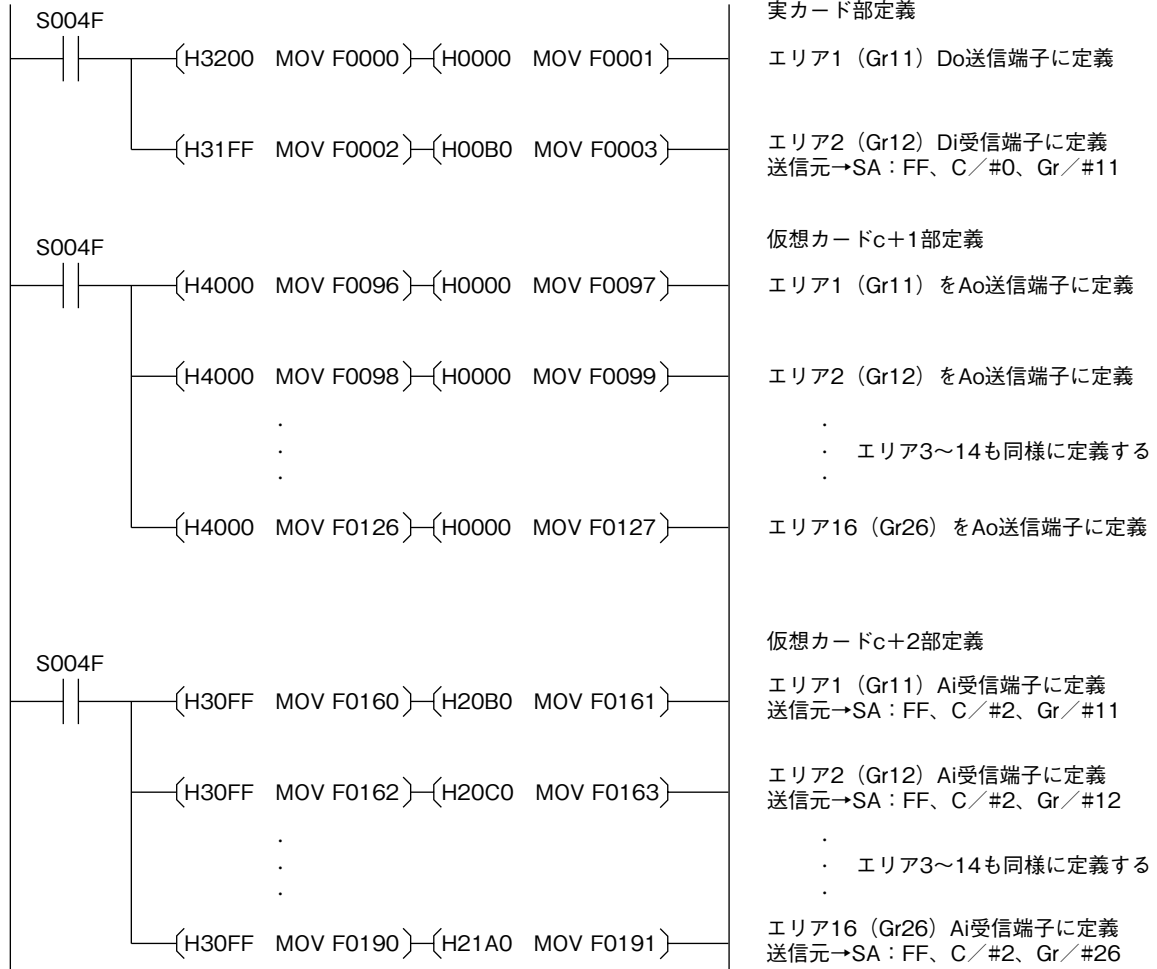 実カード部定義
S004F
H3200 MOV F0000 H0000 MOV F0001 エリア1（Gr11）Do送信端子に定義
H31FF MOV F0002 H00B0 MOV F0003 エリア2（Gr12）Di受信端子に定義
送信元→SA：FF、C／#0、Gr／#11
仮想カードc＋1部定義
S004F
H4000 MOV F0096 H0000 MOV F0097 エリア1（Gr11）をAo送信端子に定義
H4000 MOV F0098 H0000 MOV F0099 エリア2（Gr12）をAo送信端子に定義
エリア3～14も同様に定義する
H4000 MOV F0126 H0000 MOV F0127 エリア16（Gr26）をAo送信端子に定義
仮想カードc＋2部定義
S004F
H30FF MOV F0160 H20B0 MOV F0161 エリア1（Gr11）Ai受信端子に定義
送信元→SA：FF、C／#2、Gr／#11
H30FF MOV F0162 H20C0 MOV F0163 エリア2（Gr12）Ai受信端子に定義
送信元→SA：FF、C／#2、Gr／#12
エリア3～14も同様に定義する
H30FF MOV F0190 H21A0 MOV F0191 エリア16（Gr26）Ai受信端子に定義
送信元→SA：FF、C／#2、Gr／#26